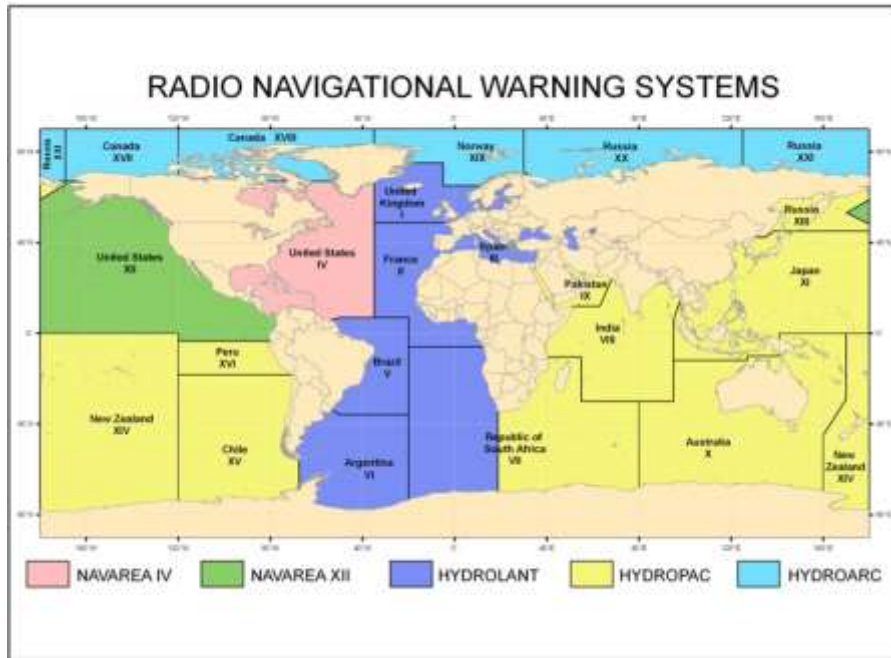 RADIO NAVIGATIONAL WARNING SYSTEMS
Canada
XVII
Canada XVIII
Norway
XIX
Russia
XX
Russia
XXI
Russia
XXI
United
Kingdom
I
Russia
XIII
United States
XII
United States
IV
France
II
Spain
III
Pakistan
IX
Japan
XI
India
VIII
Peru
XVI
Brazil
V
New Zealand
XIV
Chile
XV
Argentina
VI
Republic of
South Africa
VII
Australia
X
New
Zealand
XIV
NAVAREA IV
NAVAREA XII
HYDROLANT
HYDROPAC
HYDROARC